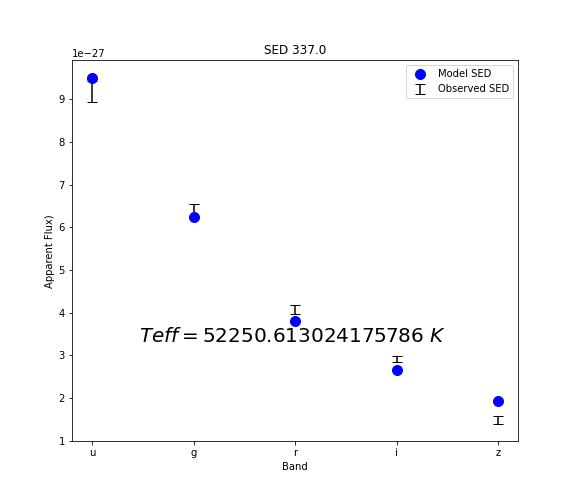 SED 337.0
1e−27
Model SED
Observed SED
9
8
7
6
5
4
3
2
1
Apparent Flux)
Teff = 52250.613024175786 K
u g r i z
Band